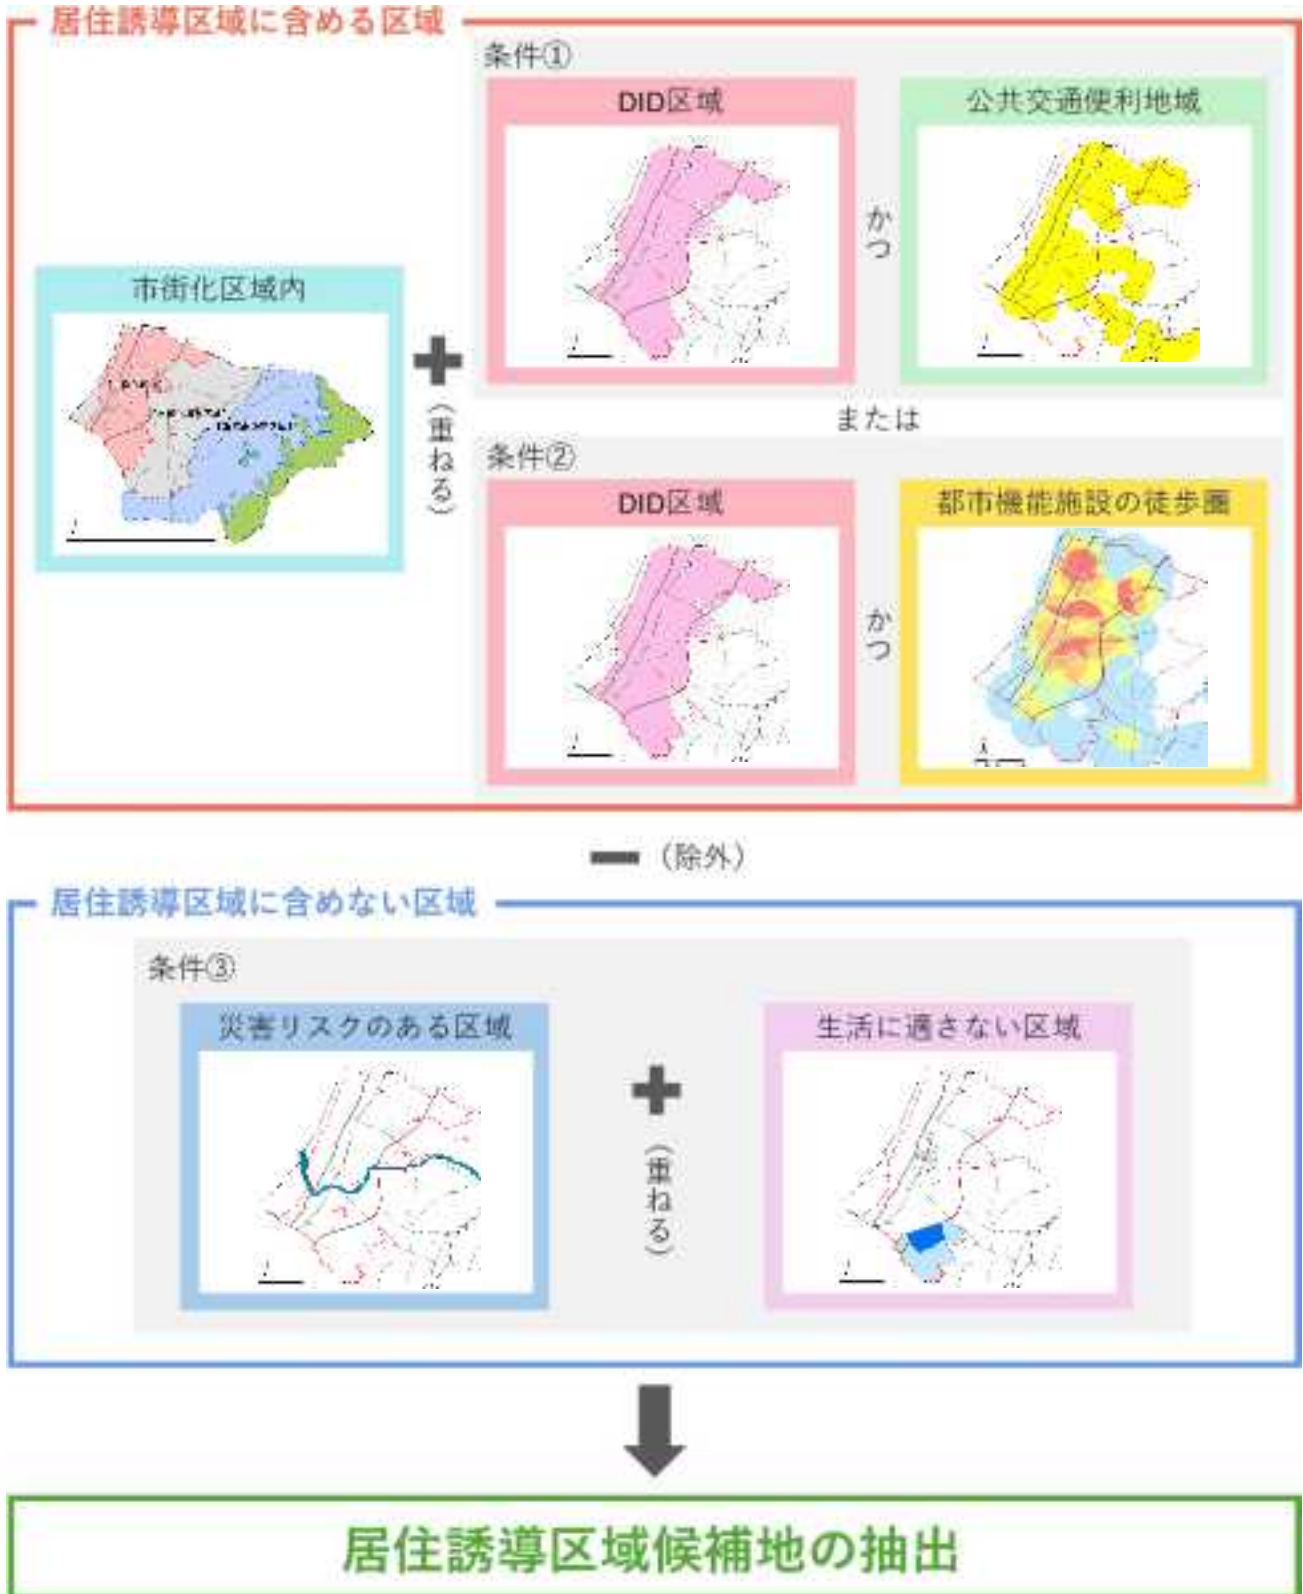 居住誘導区域に含める区域
条件①
DID区域
公共交通便利地域
かつ
市街化区域内
(重ねる)
または
条件②
DID区域
都市機能施設の徒歩圏
かつ
(除外)
居住誘導区域に含めない区域
条件③
災害リスクのある区域
生活に適さない区域
(重ねる)
居住誘導区域候補地の抽出